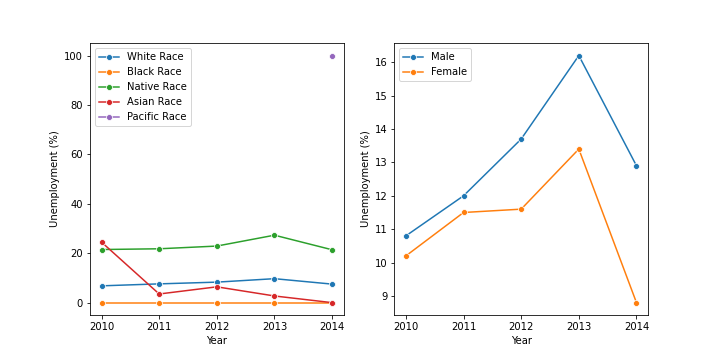 White Race
Black Race
Native Race
Asian Race
Pacific Race
100
80
60
40
20
0
Unemployment (%)
2010 2011 2012 2013 2014
Year
Male
Female
16
15
14
13
12
11
10
9
Unemployment (%)
2010 2011 2012 2013 2014
Year